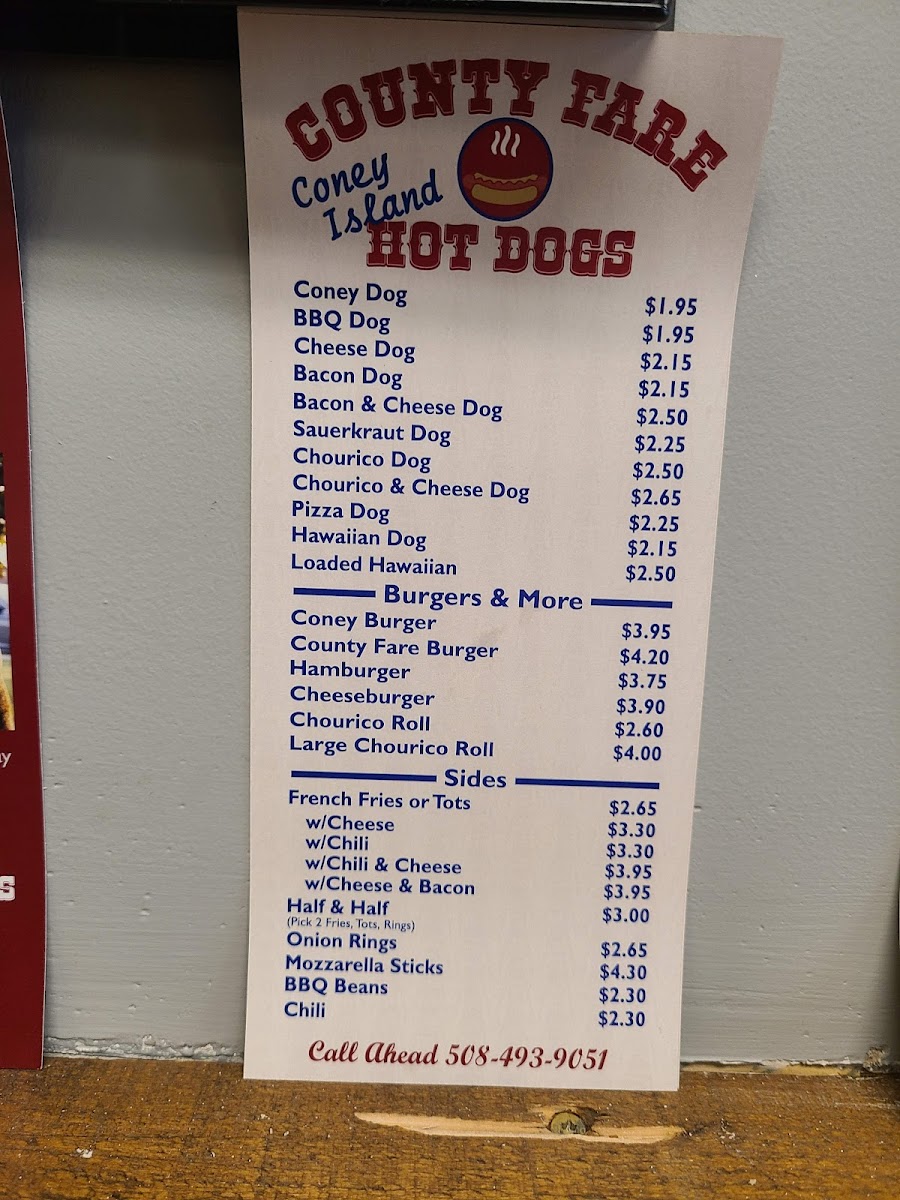 COUNTY FARE
Coney
Island
HOT DOGS
Coney Dog $1.95
BBQ Dog $1.95
Cheese Dog $2.15
Bacon Dog $2.15
Bacon & Cheese Dog $2.50
Sauerkraut Dog $2.25
Chourico Dog $2.50
Chourico & Cheese Dog $2.65
Pizza Dog $2.25
Hawaiian Dog $2.15
Loaded Hawaiian $2.50
Burgers & More
Coney Burger $3.95
County Fare Burger $4.20
Hamburger $3.75
Cheeseburger $3.90
Chourico Roll $2.60
Large Chourico Roll $4.00
Sides
French Fries or Tots $2.65
w/Cheese $3.30
w/Chili $3.30
w/Chili & Cheese $3.95
w/Cheese & Bacon $3.95
Half & Half $3.00
(Pick 2 Fries, Tots, Rings)
Onion Rings $2.65
Mozzarella Sticks $4.30
BBQ Beans $2.30
Chili $2.30
Call Ahead 508-493-9051